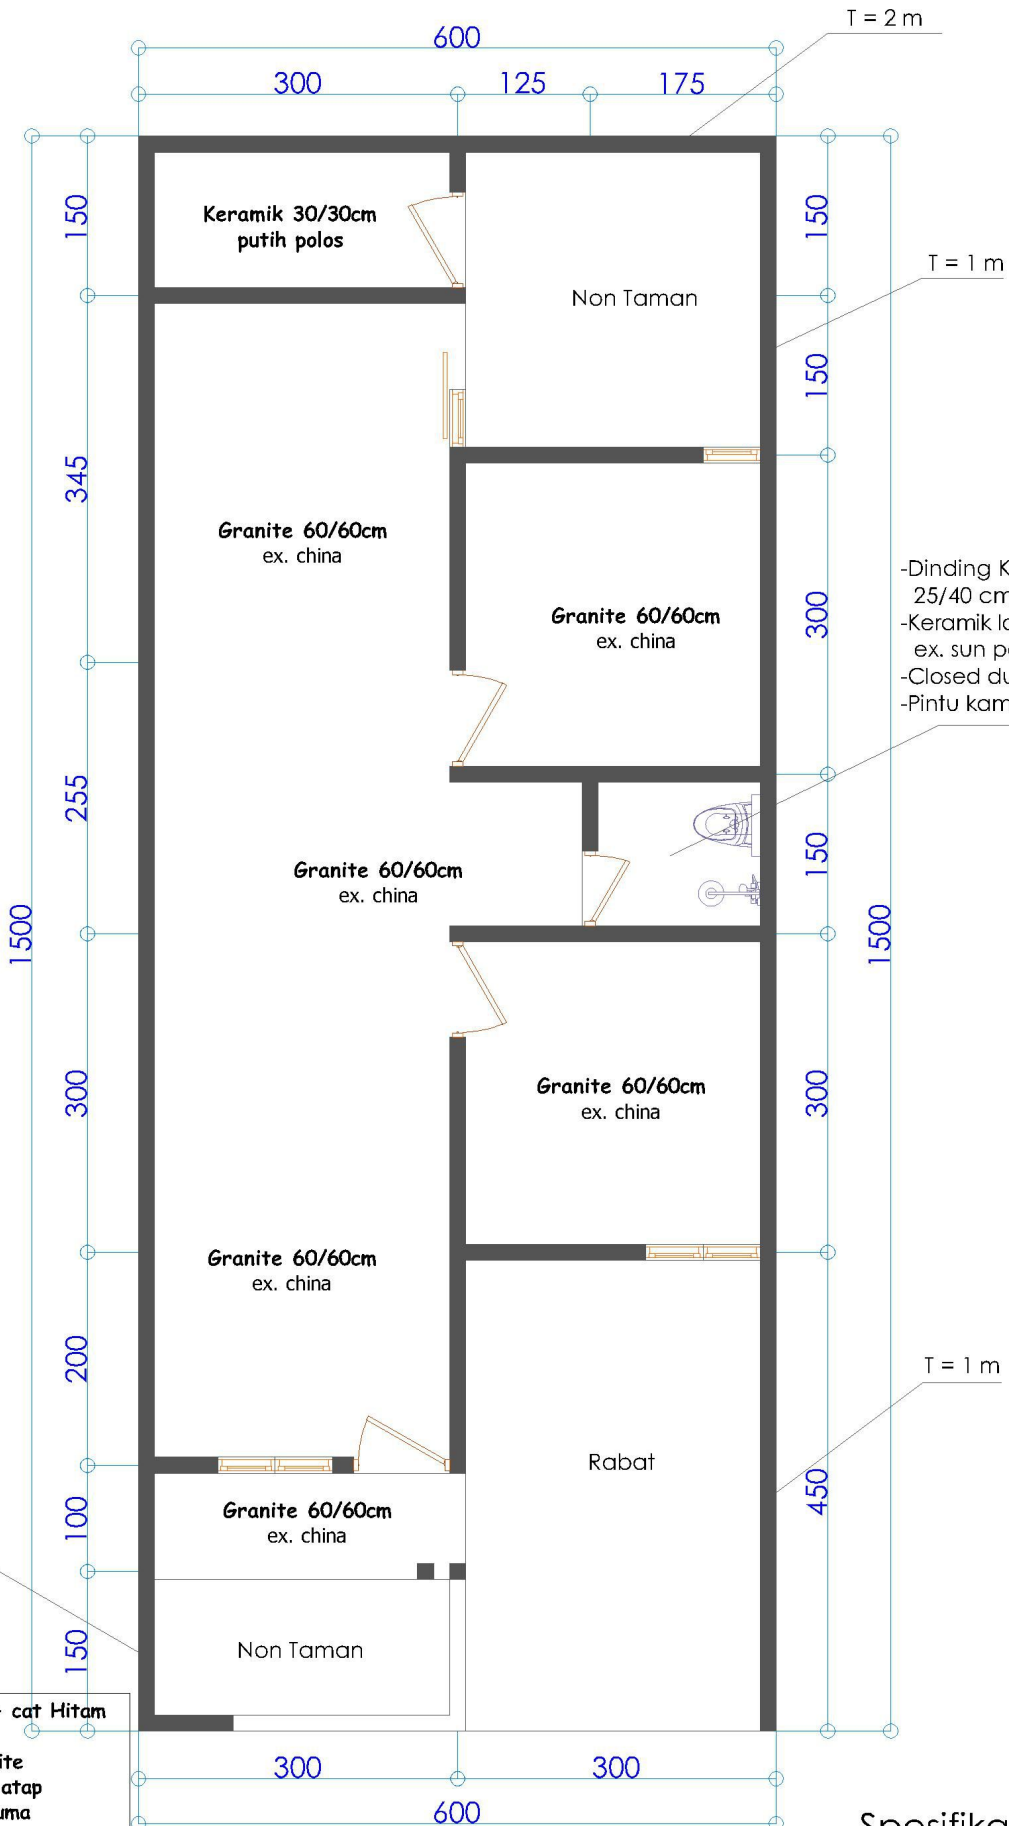 T = 2 m
600
300
125
175
150
150
Keramik 30/30cm
putih polos
T = 1 m
Non Taman
150
345
Granite 60/60cm
ex. china
-Dinding K
25/40 cm
-Keramik la
ex. sun p
-Closed du
-Pintu kam
300
Granite 60/60cm
ex. china
255
150
Granite 60/60cm
ex. china
1500
1500
300
300
Granite 60/60cm
ex. china
Granite 60/60cm
ex. china
200
T = 1 m
Rabat
450
100
Granite 60/60cm
ex. china
150
Non Taman
cat Hitam
ite
atap
uma
300
300
600
Spesifika